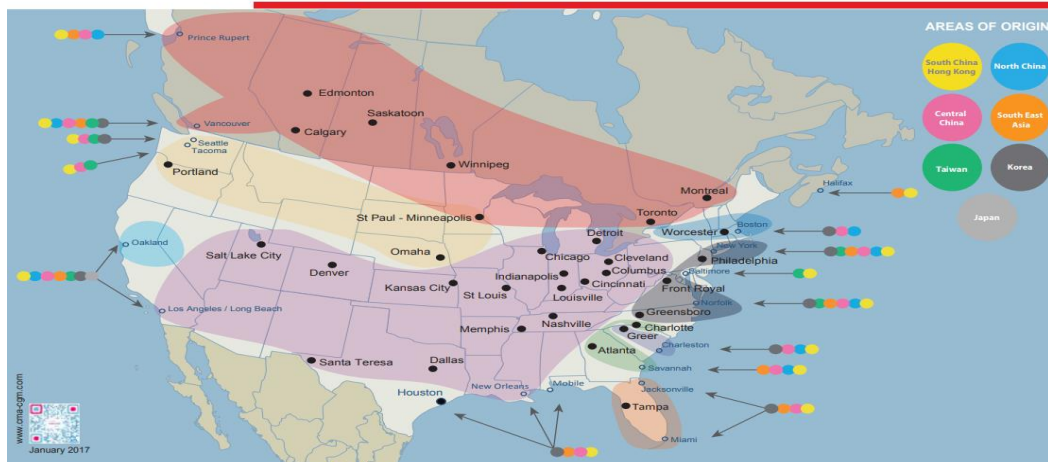 AREAS OF ORIGIN
South China
Hong Kong
North China
Central
China
South East
Asia
Taiwan
Korea
Japan
Prince Rupert
Edmonton
Saskatoon
Vancouver
Calgary
Seattle
Tacoma
Winnipeg
Portland
Montreal
Halifax
St Paul - Minneapolis
Toronto
Boston
Worcester
Detroit
New York
Oakland
Omaha
Chicago
Cleveland
Philadelphia
Salt Lake City
Columbus
Baltimore
Denver
Indianapolis
Cincinnati
Front Royal
Kansas City
St Louis
Louisville
Norfolk
Los Angeles / Long Beach
Greensboro
Nashville
Charlotte
Memphis
Greer
Atlanta
Charleston
Santa Teresa
Dallas
Savannah
New Orleans
Mobile
Jacksonville
Houston
Tampa
Miami
www.cma-cgm.com
January 2017